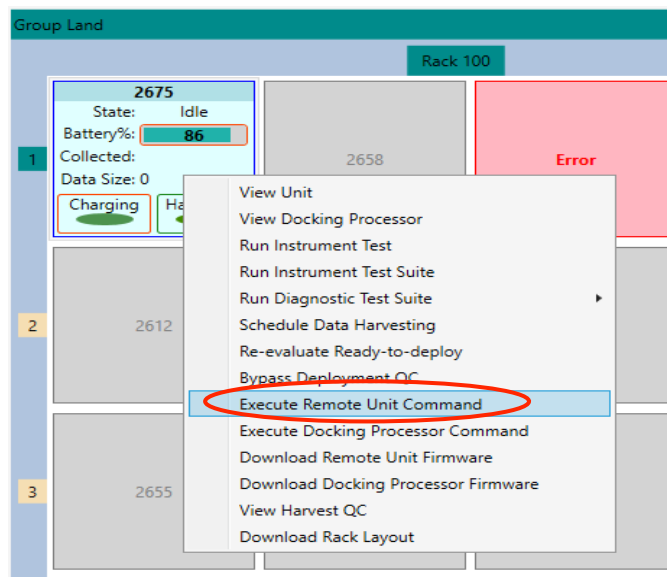 Group Land
Rack 100
2675
State: Idle
Battery%: 86
1
Collected:
Data Size: 0
Charging
Ha
2658
Error
View Unit
View Docking Processor
Run Instrument Test
Run Instrument Test Suite
Run Diagnostic Test Suite
Schedule Data Harvesting
Re-evaluate Ready-to-deploy
Bypass Deployment QC
Execute Remote Unit Command
Execute Docking Processor Command
Download Remote Unit Firmware
Download Docking Processor Firmware
View Harvest QC
Download Rack Layout
2
2612
3
2655